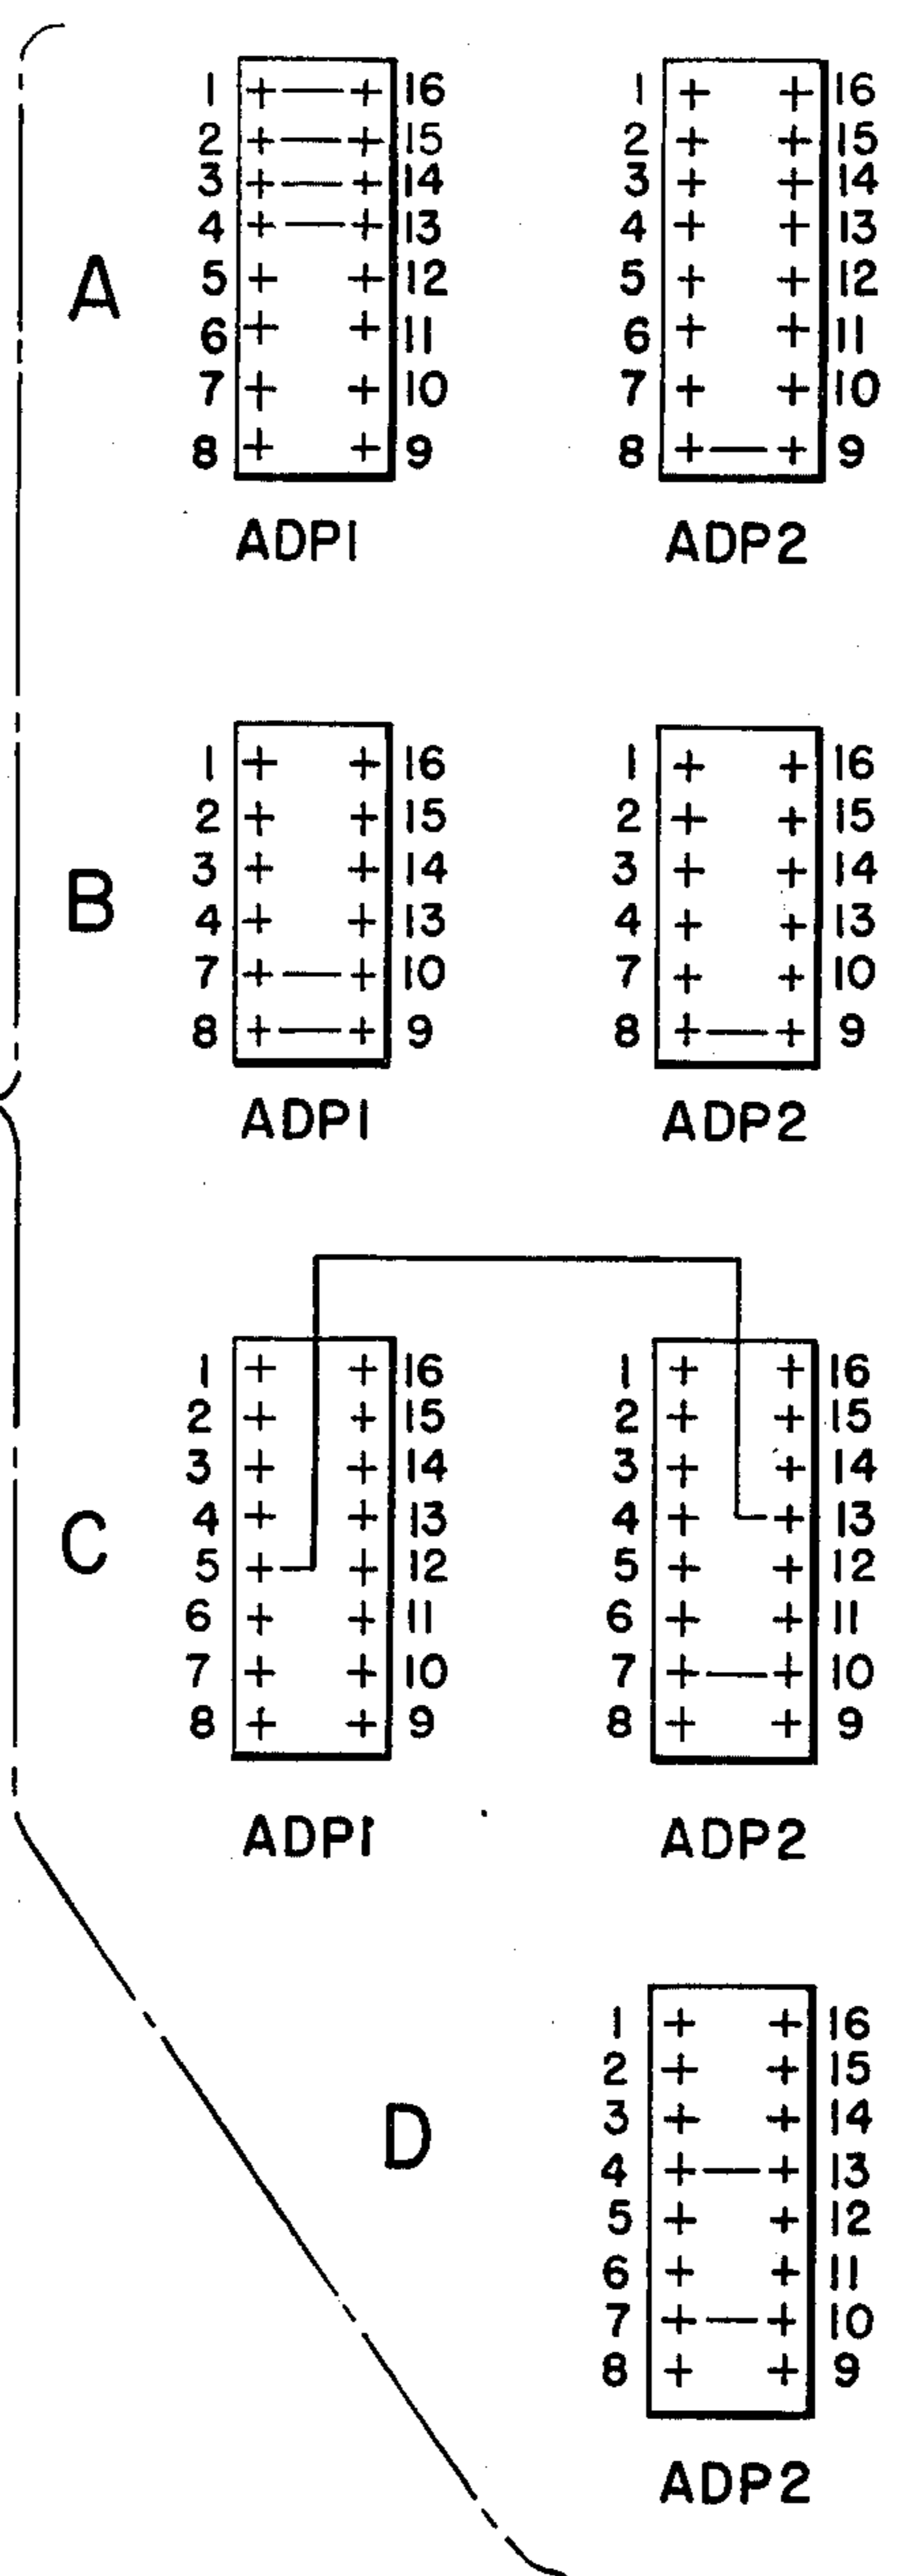 1 16 1 16
2 15 2 15
3 14 3 14
4 13 4 13
A 5 12 5 12
6 11 6 11
7 10 7 10
8 9 8 9
ADP1 ADP2
1 16 1 16
2 15 2 15
3 14 3 14
B 4 13 4 13
7 10 7 10
8 9 8 9
ADP1 ADP2
1 16 1 16
2 15 2 15
3 14 3 14
4 13 4 13
C 5 12 5 12
6 11 6 11
7 10 7 10
8 9 8 9
ADP1 ADP2
1 16
2 15
D 3 14
4 13
5 12
6 11
7 10
8 9
ADP2